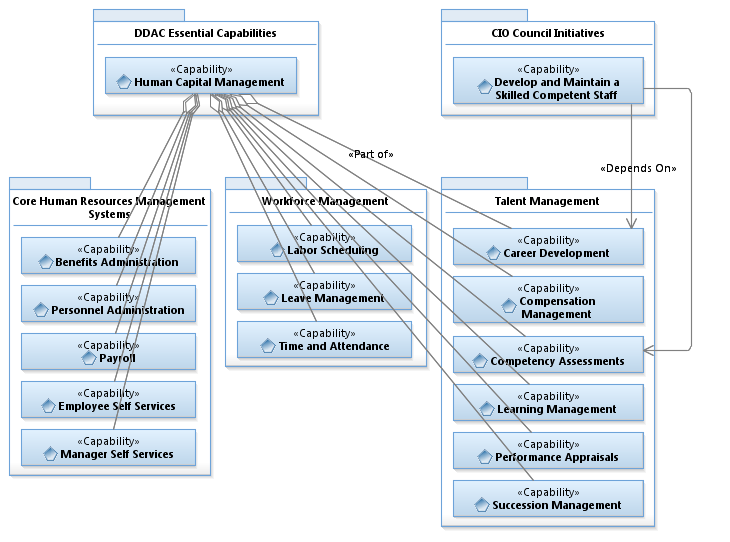 DDAC Essential Capabilities
«Capability»
Human Capital Management
CIO Council Initiatives
«Capability»
Develop and Maintain a
Skilled Competent Staff
«Part of»
«Depends On»
Core Human Resources Management
Systems
«Capability»
Benefits Administration
«Capability»
Personnel Administration
«Capability»
Payroll
«Capability»
Employee Self Services
«Capability»
Manager Self Services
Workforce Management
«Capability»
Labor Scheduling
«Capability»
Leave Management
«Capability»
Time and Attendance
Talent Management
«Capability»
Career Development
«Capability»
Compensation
Management
«Capability»
Competency Assessments
«Capability»
Learning Management
«Capability»
Performance Appraisals
«Capability»
Succession Management